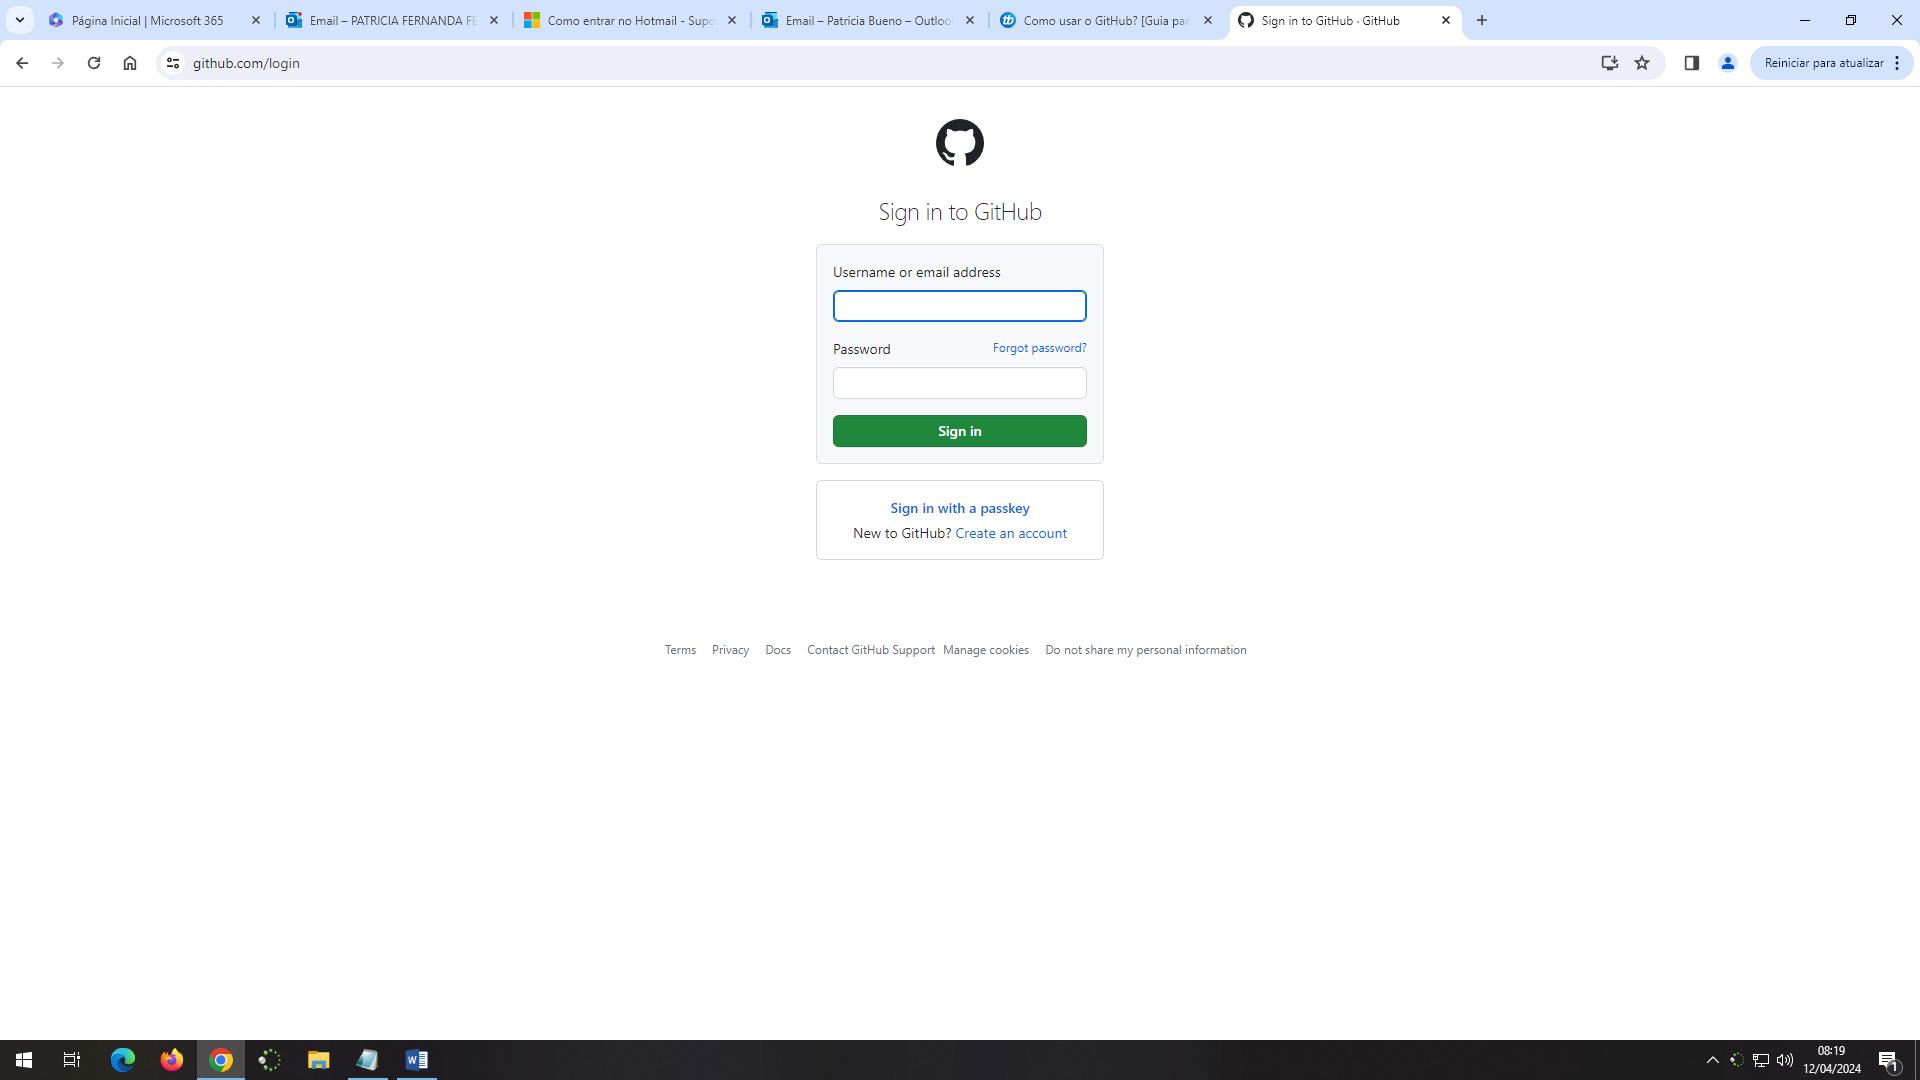 Página Inicial | Microsoft 365
Email – PATRICIA FERNANDA FE
Como entrar no Hotmail - Supo
Email – Patricia Bueno – Outloo
Como usar o GitHub? [Guia par
Sign in to GitHub · GitHub
github.com/login
Reiniciar para atualizar
Sign in to GitHub
Username or email address
Password
Forgot password?
Sign in
Sign in with a passkey
New to GitHub? Create an account
Terms
Privacy
Docs
Contact GitHub Support
Manage cookies
Do not share my personal information
08:19
12/04/2024
1